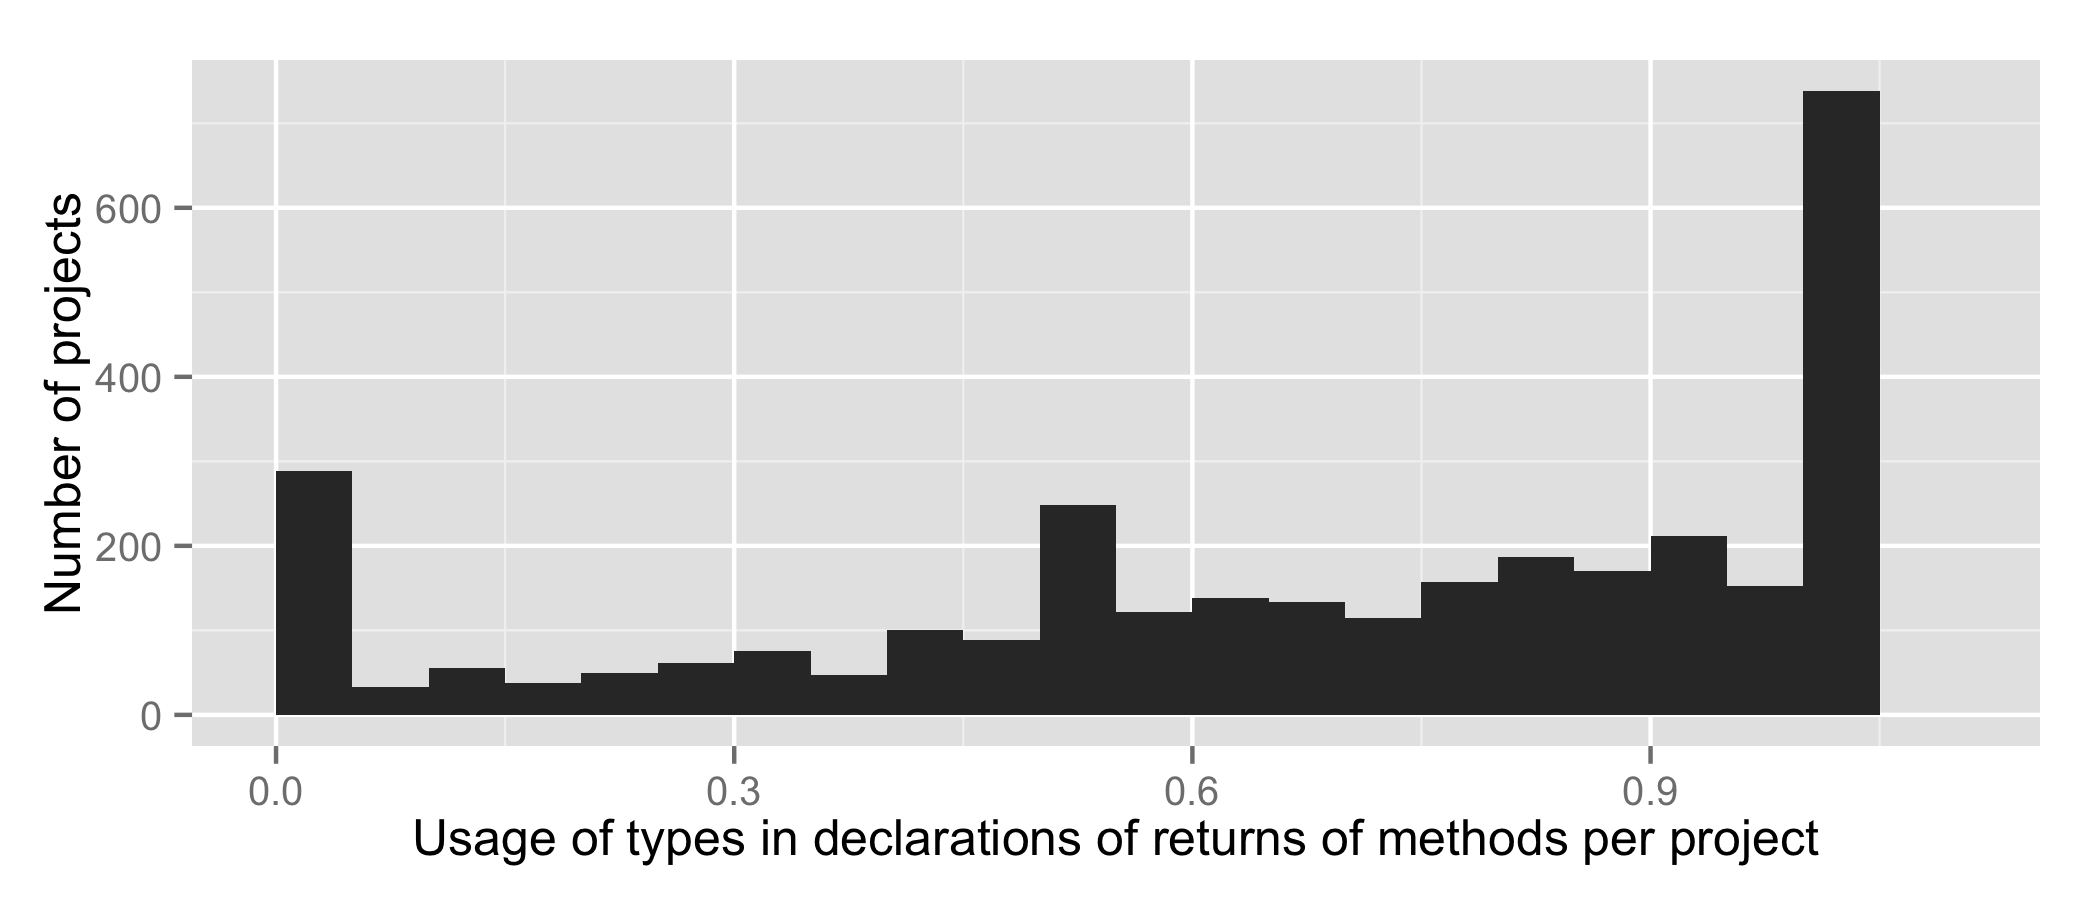 Number of projects
600
400
200
0
0.0 0.3 0.6 0.9
Usage of types in declarations of returns of methods per project